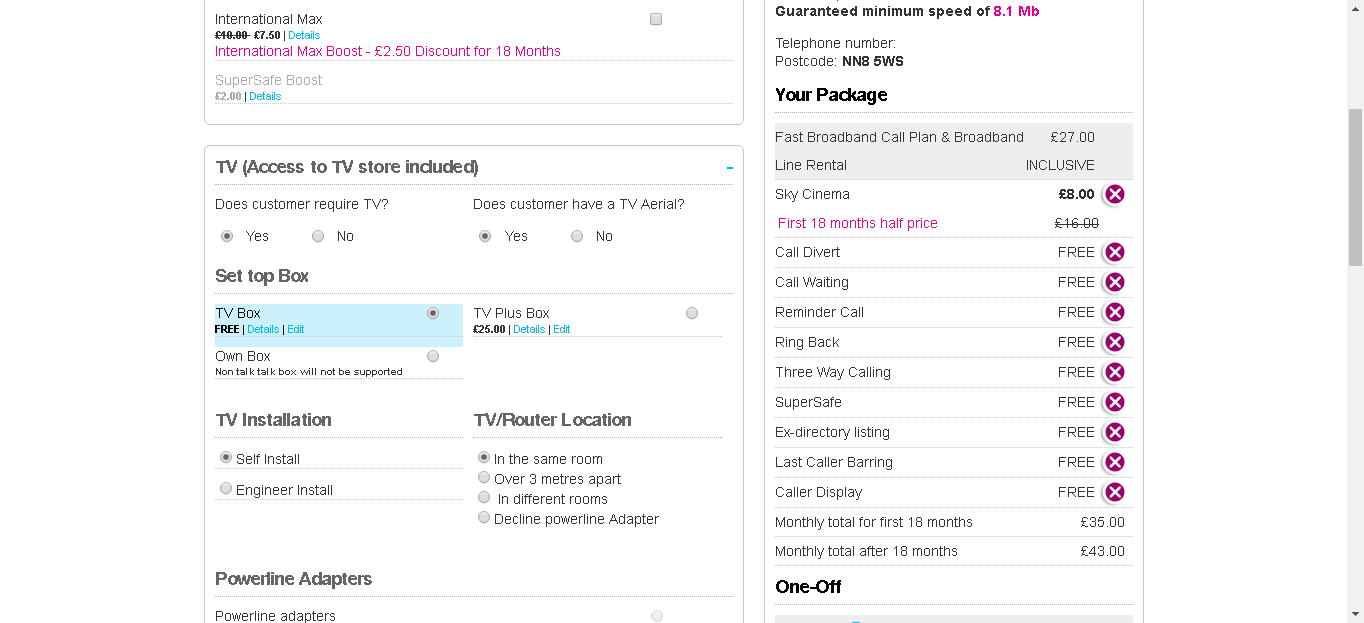 International Max
£10.00 £7.50 | Details
International Max Boost - £2.50 Discount for 18 Months
SuperSafe Boost
£2.00 | Details
TV (Access to TV store included)
-
Does customer require TV?
Does customer have a TV Aerial?
Yes No
Yes No
Set top Box
TV Box
FREE | Details | Edit
TV Plus Box
£25.00 | Details | Edit
Own Box
Non talk talk box will not be supported
TV Installation
Self Install
Engineer Install
TV/Router Location
In the same room
Over 3 metres apart
In different rooms
Decline powerline Adapter
Powerline Adapters
Powerline adapters
Guaranteed minimum speed of 8.1 Mb
Telephone number:
Postcode: NN8 5WS
Your Package
Fast Broadband Call Plan & Broadband £27.00
Line Rental INCLUSIVE
Sky Cinema £8.00
First 18 months half price £16.00
Call Divert FREE
Call Waiting FREE
Reminder Call FREE
Ring Back FREE
Three Way Calling FREE
SuperSafe FREE
Ex-directory listing FREE
Last Caller Barring FREE
Caller Display FREE
Monthly total for first 18 months £35.00
Monthly total after 18 months £43.00
One-Off